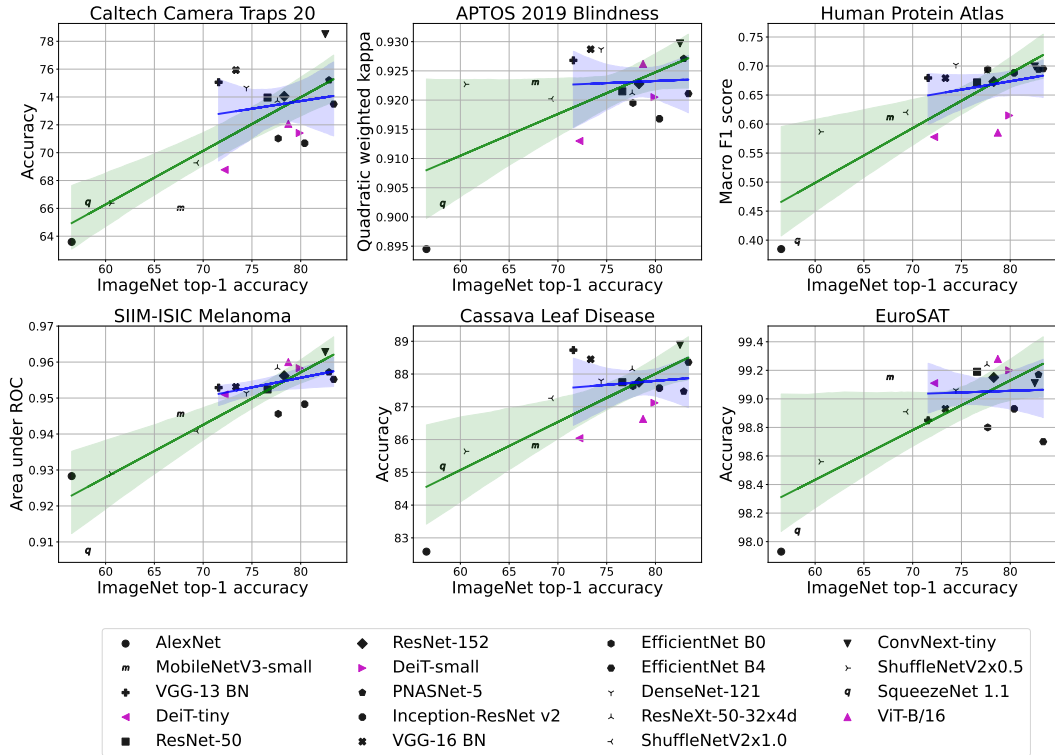 Caltech Camera Traps 20
APTOS 2019 Blindness
Human Protein Atlas
Accuracy
78
76
74
72
70
68
66
64
60
65
70
75
80
ImageNet top-1 accuracy
Quadratic weighted kappa
0.930
0.925
0.920
0.915
0.910
0.905
0.900
0.895
60
65
70
75
80
ImageNet top-1 accuracy
Macro F1 score
0.75
0.70
0.65
0.60
0.55
0.50
0.45
0.40
60
65
70
75
80
ImageNet top-1 accuracy
SIIM-ISIC Melanoma
Cassava Leaf Disease
EuroSAT
Area under ROC
0.97
0.96
0.95
0.94
0.93
0.91
60
65
70
75
80
ImageNet top-1 accuracy
Accuracy
89
88
87
86
85
84
83
60
65
70
75
80
ImageNet top-1 accuracy
Accuracy
99.4
99.2
99.0
98.8
98.6
98.4
98.2
98.0
60
65
70
75
80
ImageNet top-1 accuracy
AlexNet
MobileNetV3-small
VGG-13 BN
DeiT-tiny
ResNet-50
ResNet-152
DeiT-small
PNASNet-5
Inception-ResNet v2
VGG-16 BN
EfficientNet B0
EfficientNet B4
DenseNet-121
ResNeXt-50-32x4d
ShuffleNetV2x1.0
ConvNext-tiny
ShuffleNetV2x0.5
SqueezeNet 1.1
ViT-B/16